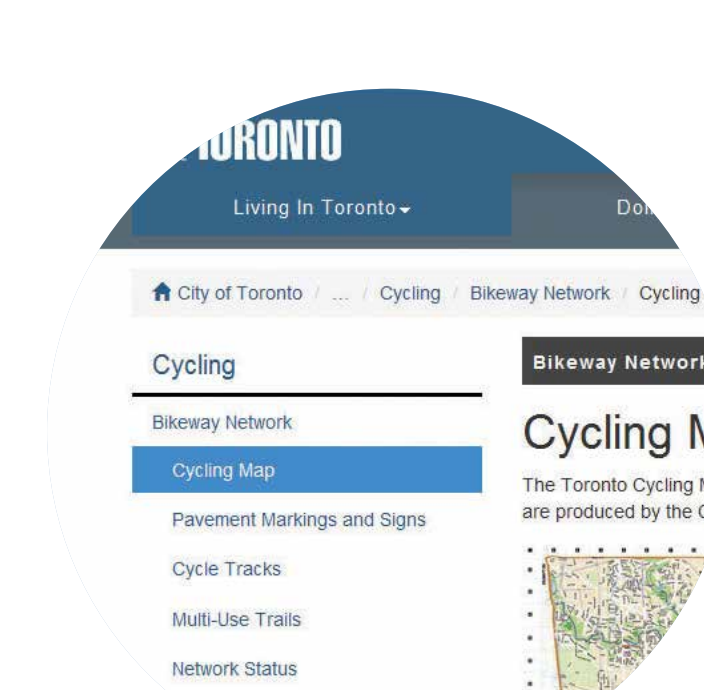 TORONTO
Living In Toronto
City of Toronto / ... / Cycling / Bikeway Network / Cycling
Cycling
Bikeway Network
Bikeway Network
Cycling Map
Cycling
The Toronto Cycling
are produced by the
Pavement Markings and Signs
Cycle Tracks
Multi-Use Trails
Network Status